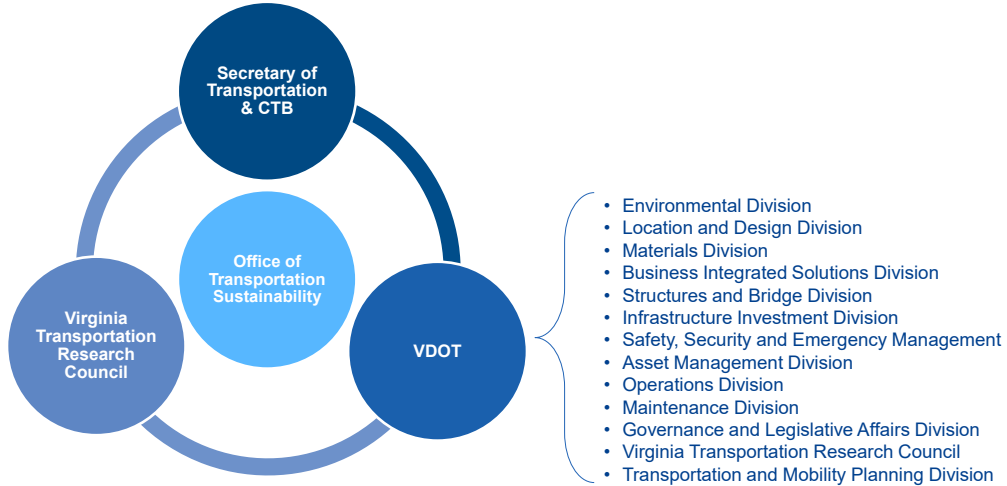 Secretary of
Transportation
& CTB
Office of
Transportation
Sustainability
Virginia
Transportation
Research
Council
VDOT
• Environmental Division
• Location and Design Division
• Materials Division
• Business Integrated Solutions Division
• Structures and Bridge Division
• Infrastructure Investment Division
• Safety, Security and Emergency Management
• Asset Management Division
• Operations Division
• Maintenance Division
• Governance and Legislative Affairs Division
• Virginia Transportation Research Council
• Transportation and Mobility Planning Division